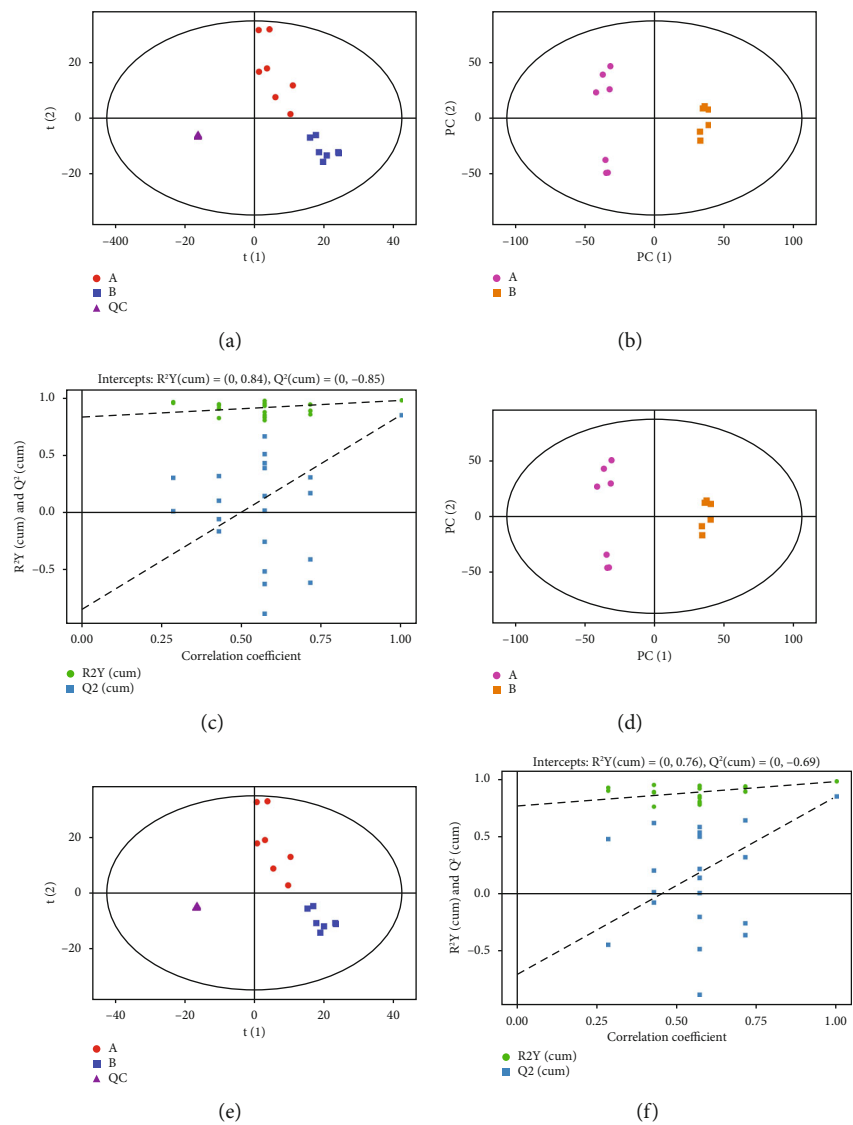 20
0
−20
t (2)
−400
−20
0
20
40
t (1)
A
B
QC
(a)
50
0
−50
PC (2)
−100
−50
0
50
100
PC (1)
A
B
(b)
Intercepts: R²Y(cum) = (0, 0.84), Q²(cum) = (0, −0.85)
1.0
0.5
0.0
−0.5
R²Y (cum) and Q² (cum)
0.00
0.25
0.50
0.75
1.00
Correlation coefficient
R2Y (cum)
Q2 (cum)
(c)
50
0
−50
PC (2)
−100
−50
0
50
100
PC (1)
A
B
(d)
20
0
−20
t (2)
−40
−20
0
20
40
t (1)
A
B
QC
(e)
Intercepts: R²Y(cum) = (0, 0.76), Q²(cum) = (0, −0.69)
1.0
0.5
0.0
−0.5
R²Y (cum) and Q² (cum)
0.00
0.25
0.50
0.75
1.00
Correlation coefficient
R2Y (cum)
Q2 (cum)
(f)